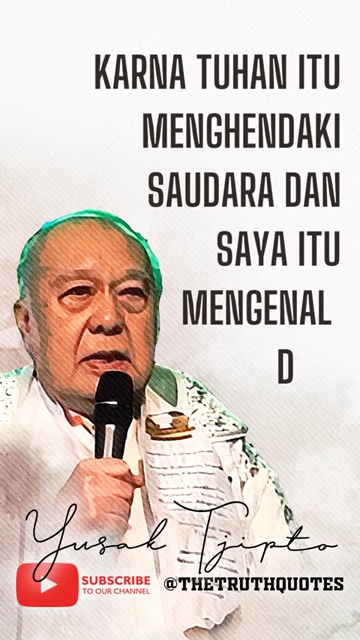 KARNA TUHAN ITU
MENGHENDAKI
SAUDARA DAN
SAYA ITU
MENGENAL
D
Yusak Tjipto
SUBSCRIBE
TO OUR CHANNEL
@THETRUTHQUOTES